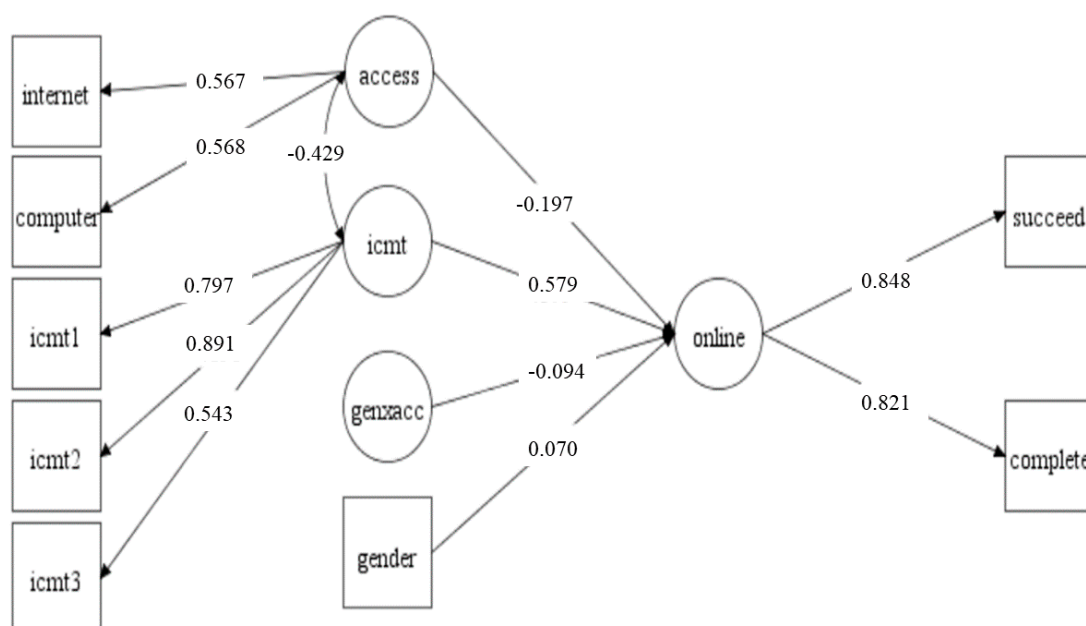 internet
computer
icmt1
icmt2
icmt3
0.567
0.568
-0.429
0.797
0.891
0.543
access
icmt
genxacc
gender
-0.197
0.579
-0.094
0.070
online
0.848
0.821
succeed
complete